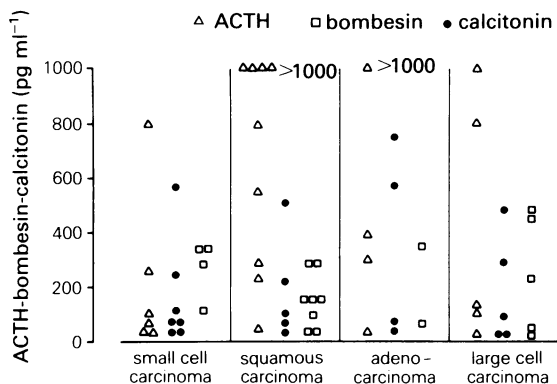 △ ACTH □ bombesin ● calcitonin
ACTH-bombesin-calcitonin (pg ml⁻¹)
1000
800
600
400
200
0
>1000
>1000
small cell
carcinoma
squamous
carcinoma
adeno-
carcinoma
large cell
carcinoma